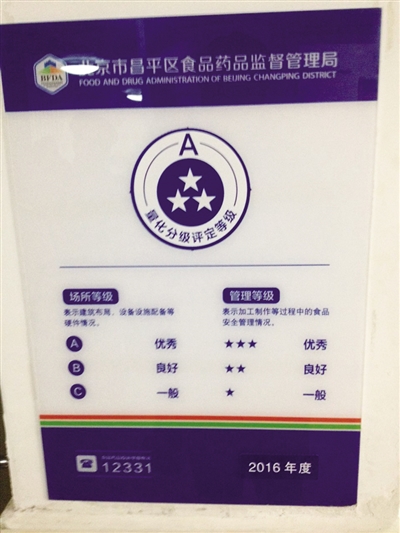 BFDA
北京市昌平区食品药品监督管理局
FOOD AND DRUG ADMINISTRATION OF BEIJING CHANGPING DISTRICT
A
量化分级评定等级
场所等级 管理等级
表示建筑布局、设备设施配备等 表示加工制作等过程中的食品
硬件情况。 安全管理情况。
A 优秀 ★★★ 优秀
B 良好 ★★ 良好
C 一般 ★ 一般
12331
2016 年度